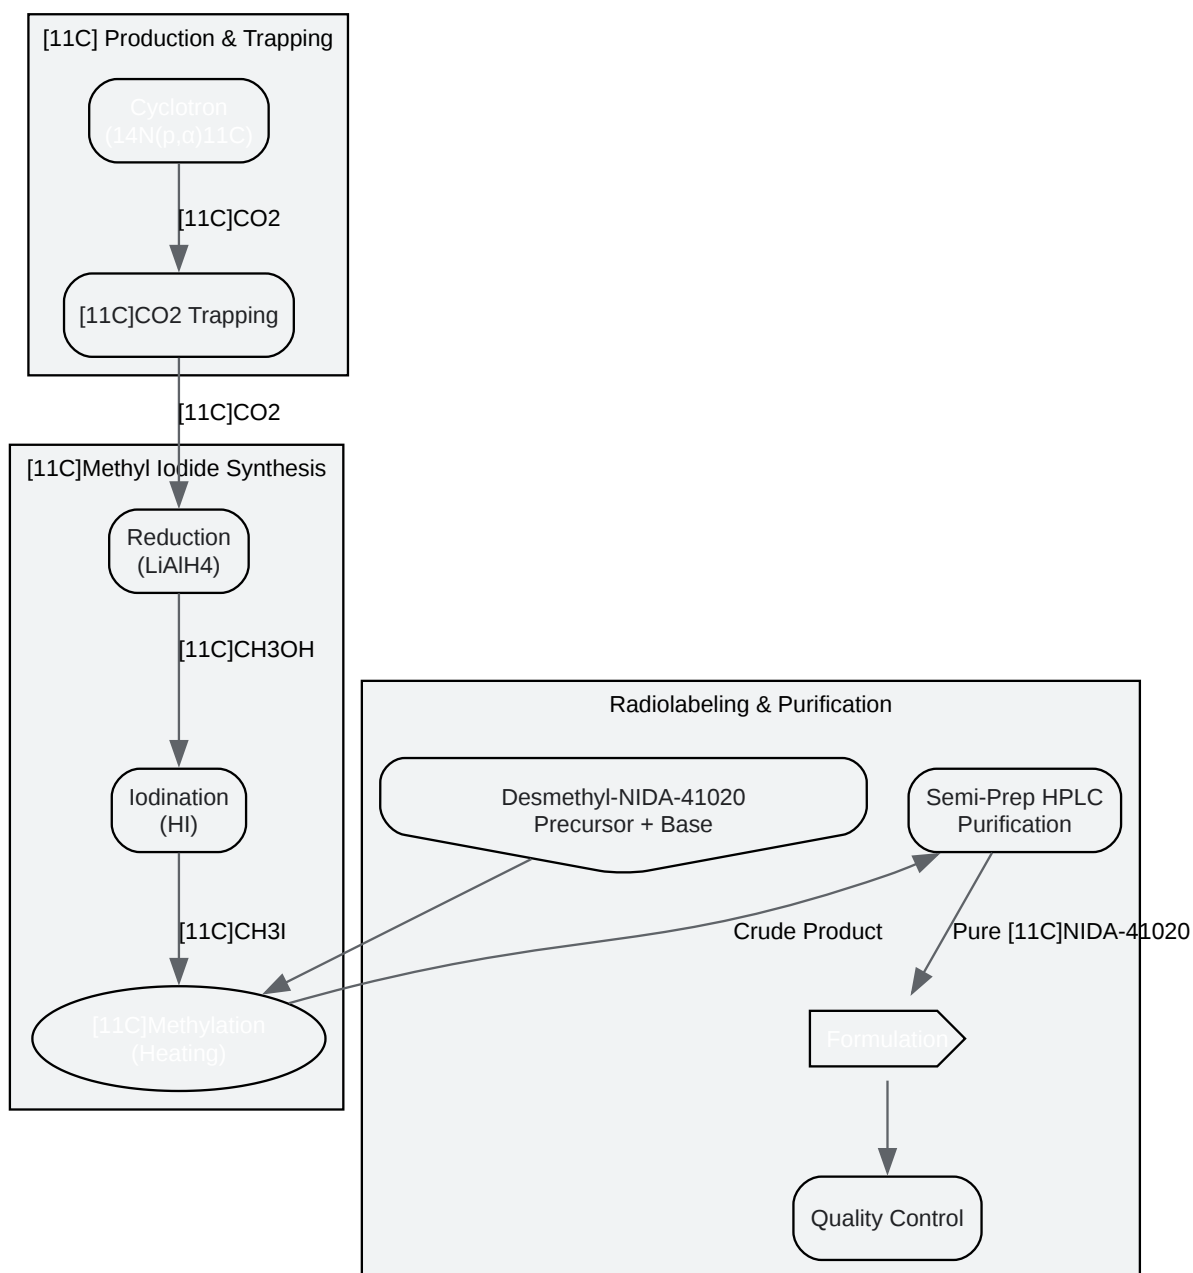 [11C] Production & Trapping
Cyclotron
(14N(p,α)11C)
[11C]CO2
[11C]CO2 Trapping
[11C]CO2
[11C]Methyl Iodide Synthesis
Reduction
(LiAlH4)
[11C]CH3OH
Iodination
(HI)
[11C]CH3I
[11C]Methylation
(Heating)
Radiolabeling & Purification
Desmethyl-NIDA-41020
Precursor + Base
Semi-Prep HPLC
Purification
Crude Product
Pure [11C]NIDA-41020
Formulation
Quality Control